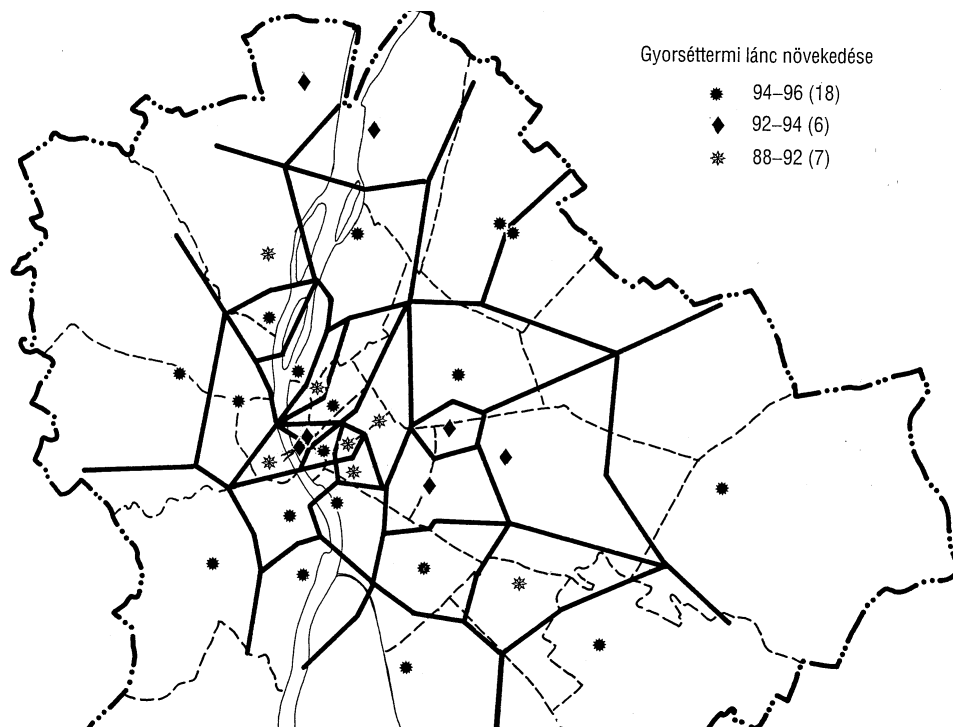 Gyorséttermi lánc növekedése
94–96 (18)
92–94 (6)
88–92 (7)